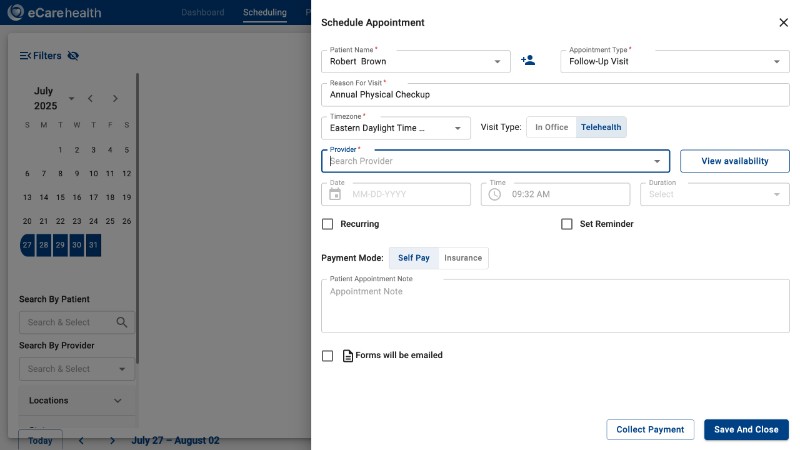 eCarehealth
Dashboard
Scheduling
Filters
July
2025
S M T W T F S
1 2 3 4 5
6 7 8 9 10 11 12
13 14 15 16 17 18 19
20 21 22 23 24 25 26
27 28 29 30 31
Search By Patient
Search & Select
Search By Provider
Search & Select
Locations
Today
July 27 – August 02
Schedule Appointment
Patient Name *
Robert Brown
Appointment Type *
Follow-Up Visit
Reason For Visit *
Annual Physical Checkup
Timezone *
Eastern Daylight Time ...
Visit Type:
In Office
Telehealth
Provider *
Search Provider
View availability
Date
MM-DD-YYYY
Time
09:32 AM
Duration
Select
Recurring
Set Reminder
Payment Mode:
Self Pay
Insurance
Patient Appointment Note
Appointment Note
Forms will be emailed
Collect Payment
Save And Close